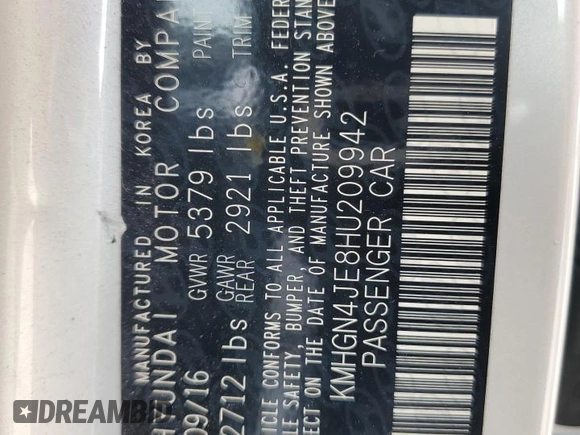 MANUFACTURED IN KOREA BY
HYUNDAI MOTOR COMPA
09/16 GVWR 5379 lbs PAINT
2712 lbs GAWR REAR 2921 lbs TRIM
ICLE CONFORMS TO ALL APPLICABLE U.S.A. FEDER
LE SAFETY, BUMPER, AND THEFT PREVENTION STAN
CT ON THE DATE OF MANUFACTURE SHOWN ABOVE
KMHGN4JE8HU209942
PASSENGER CAR
DREAMBID